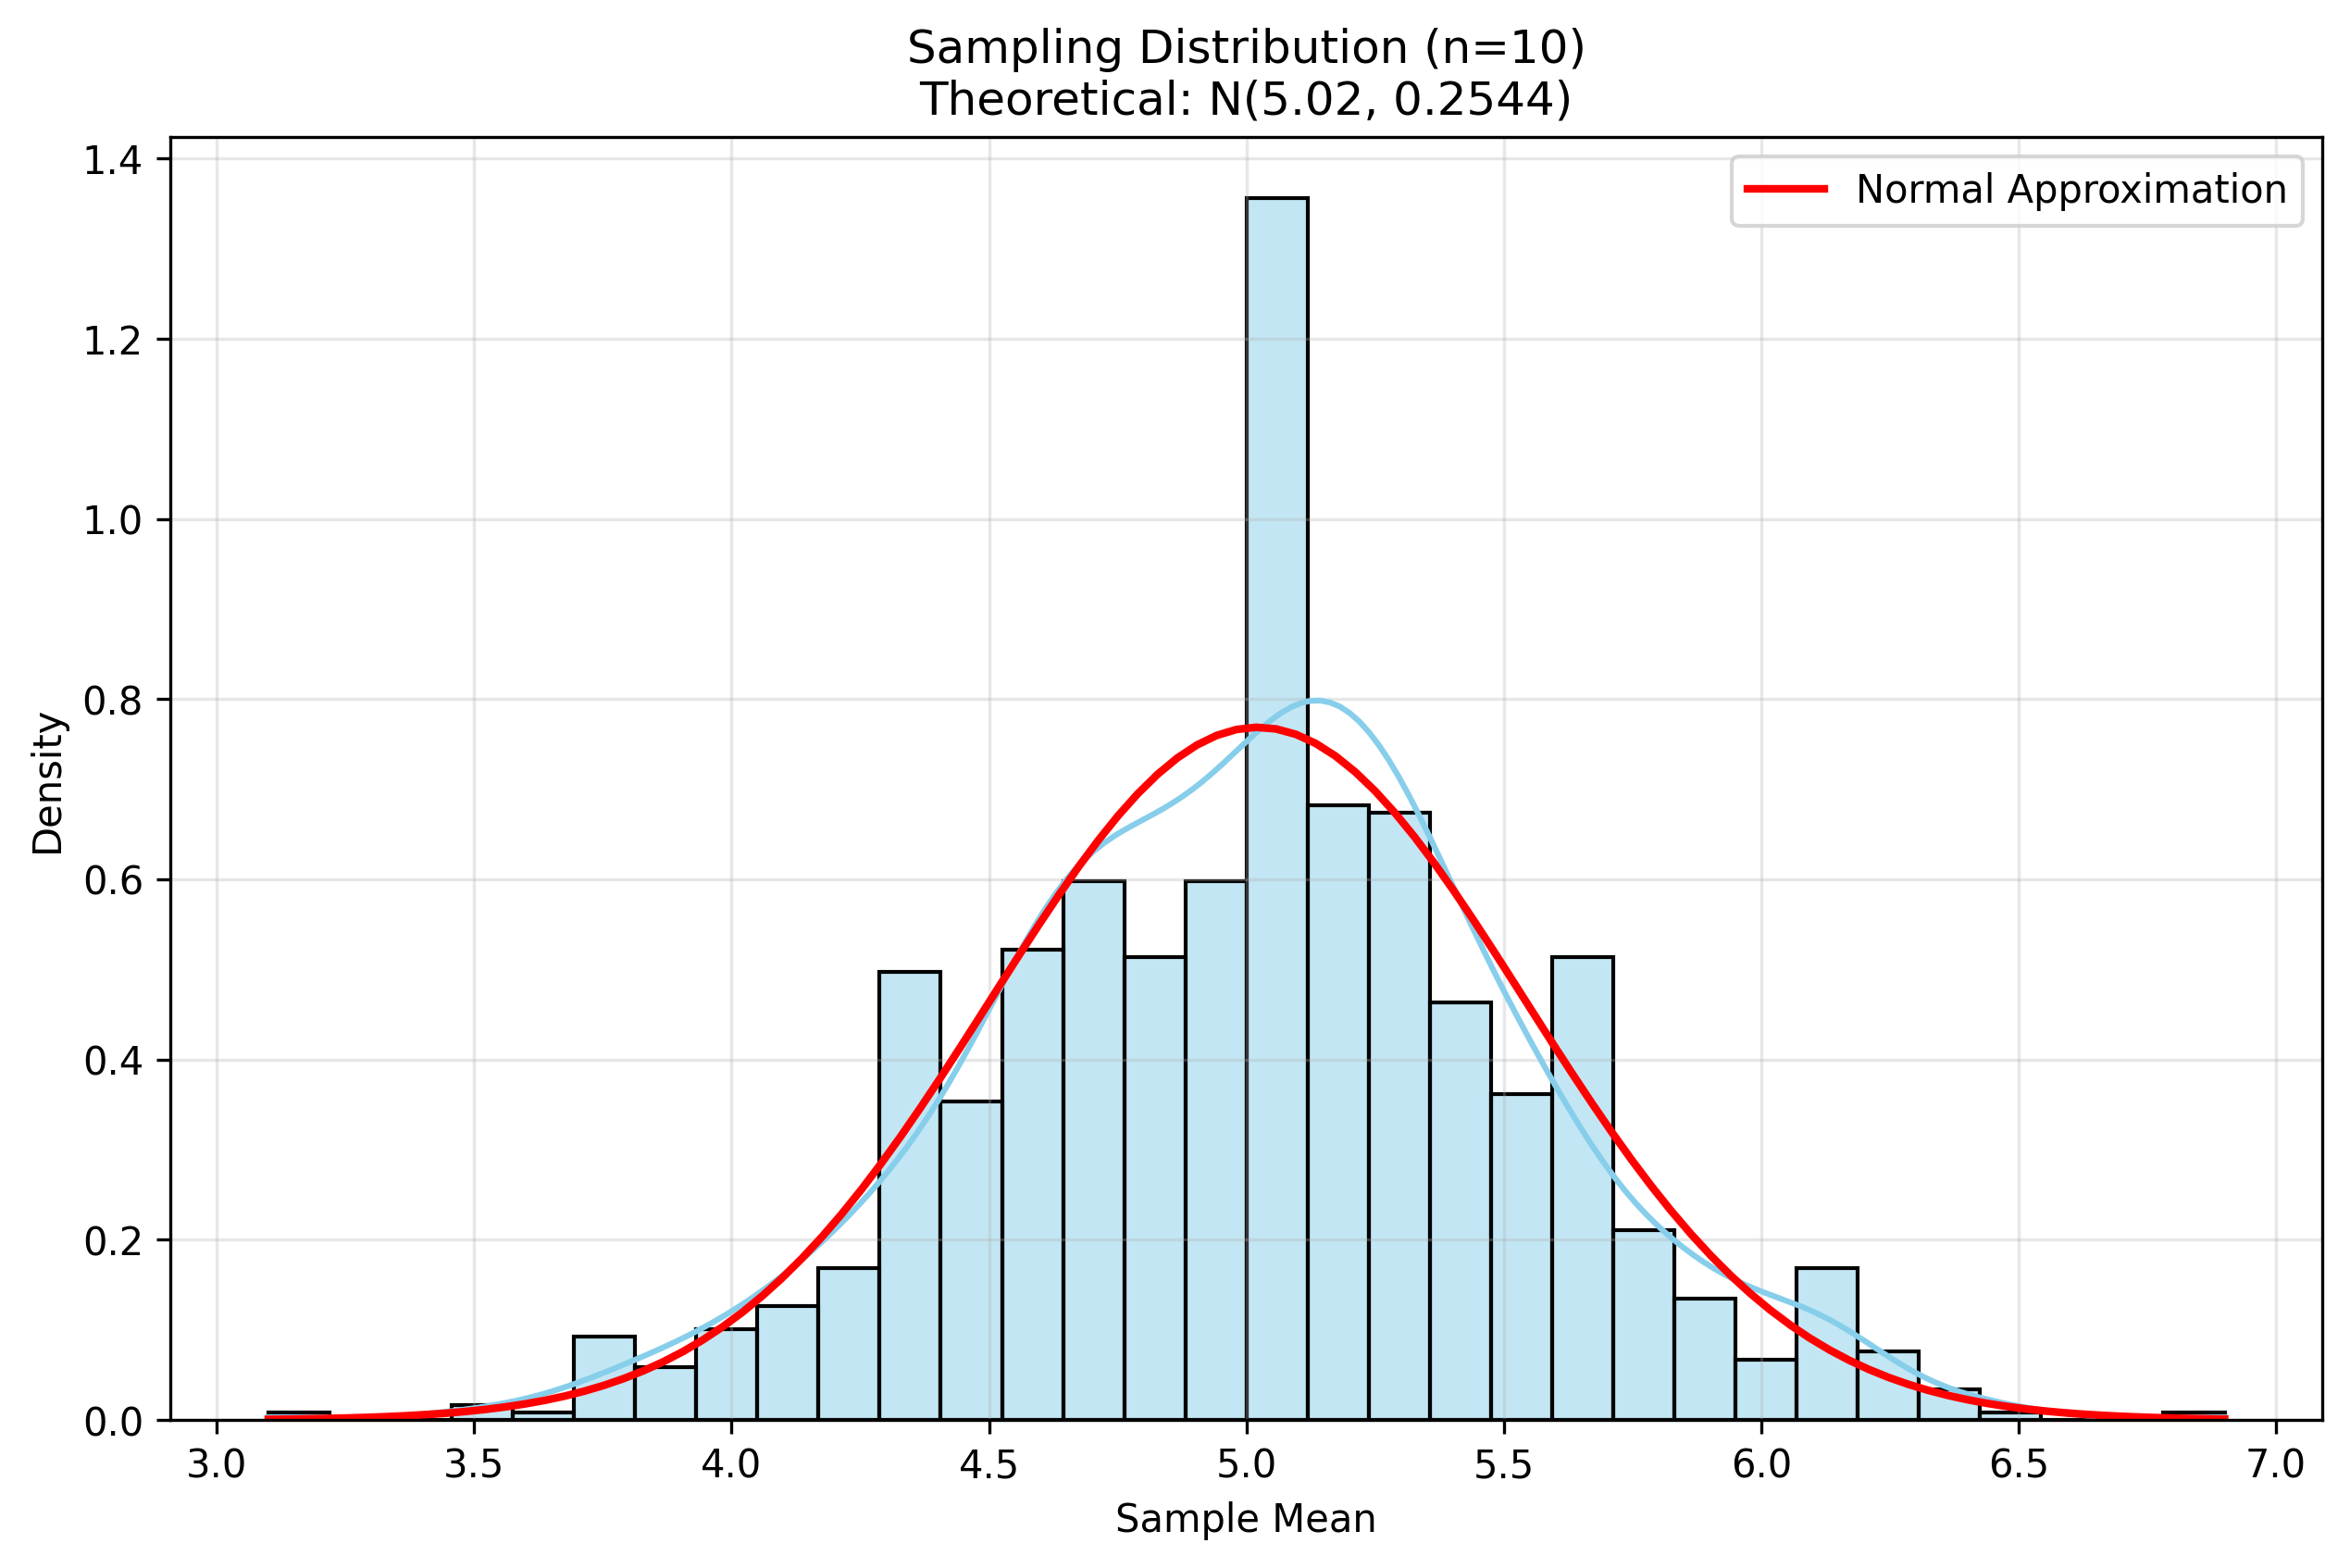 Sampling Distribution (n=10)
Theoretical: N(5.02, 0.2544)
Normal Approximation
1.4
1.2
1.0
0.8
0.6
0.4
0.2
0.0
Density
3.0 3.5 4.0 4.5 5.0 5.5 6.0 6.5 7.0
Sample Mean